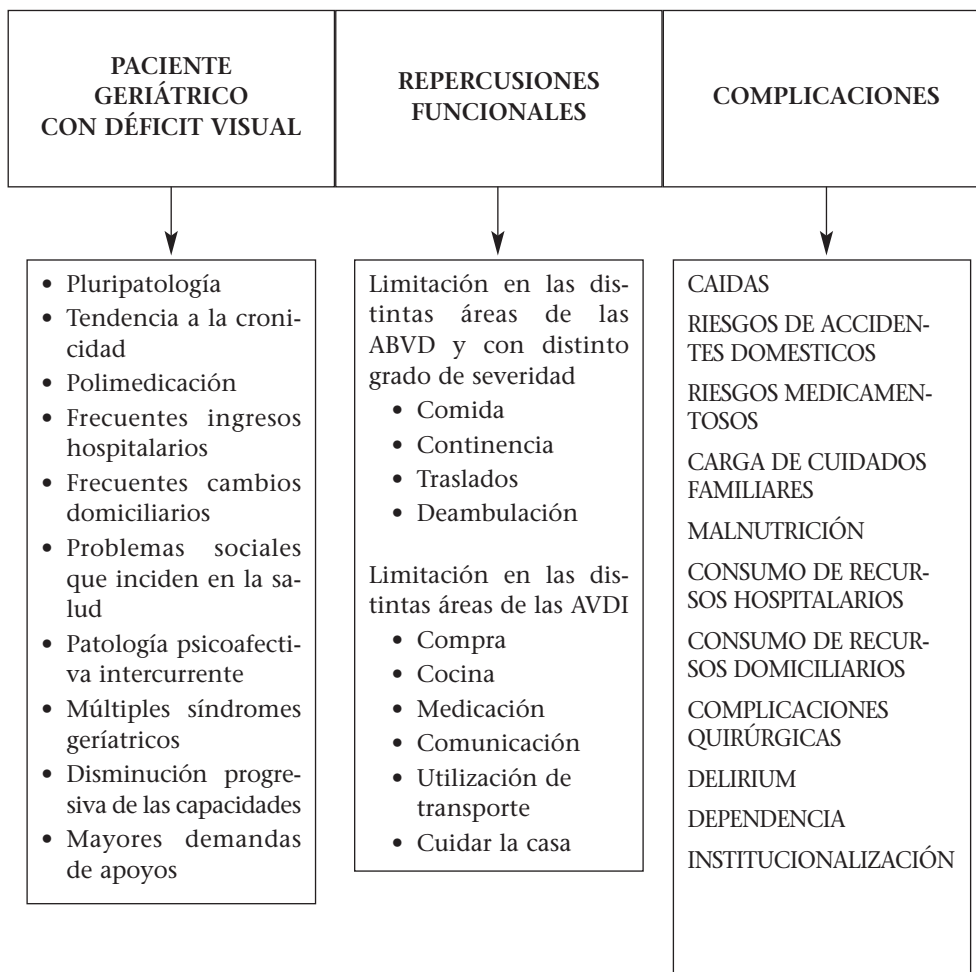 PACIENTE
GERIÁTRICO
CON DÉFICIT VISUAL
• Pluripatología
• Tendencia a la croni-
cidad
• Polimedicación
• Frecuentes ingresos
hospitalarios
• Frecuentes cambios
domiciliarios
• Problemas sociales
que inciden en la sa-
lud
• Patología psicoafecti-
va intercurrente
• Múltiples síndromes
geríatricos
• Disminución progre-
siva de las capacidades
• Mayores demandas
de apoyos
REPERCUSIONES
FUNCIONALES
Limitación en las dis-
tintas áreas de las
ABVD y con distinto
grado de severidad
• Comida
• Continencia
• Traslados
• Deambulación
Limitación en las dis-
tintas áreas de las AVDI
• Compra
• Cocina
• Medicación
• Comunicación
• Utilización de
transporte
• Cuidar la casa
COMPLICACIONES
CAIDAS
RIESGOS DE ACCIDEN-
TES DOMESTICOS
RIESGOS MEDICAMEN-
TOSOS
CARGA DE CUIDADOS
FAMILIARES
MALNUTRICIÓN
CONSUMO DE RECUR-
SOS HOSPITALARIOS
CONSUMO DE RECUR-
SOS DOMICILIARIOS
COMPLICACIONES
QUIRÚRGICAS
DELIRIUM
DEPENDENCIA
INSTITUCIONALIZACIÓN